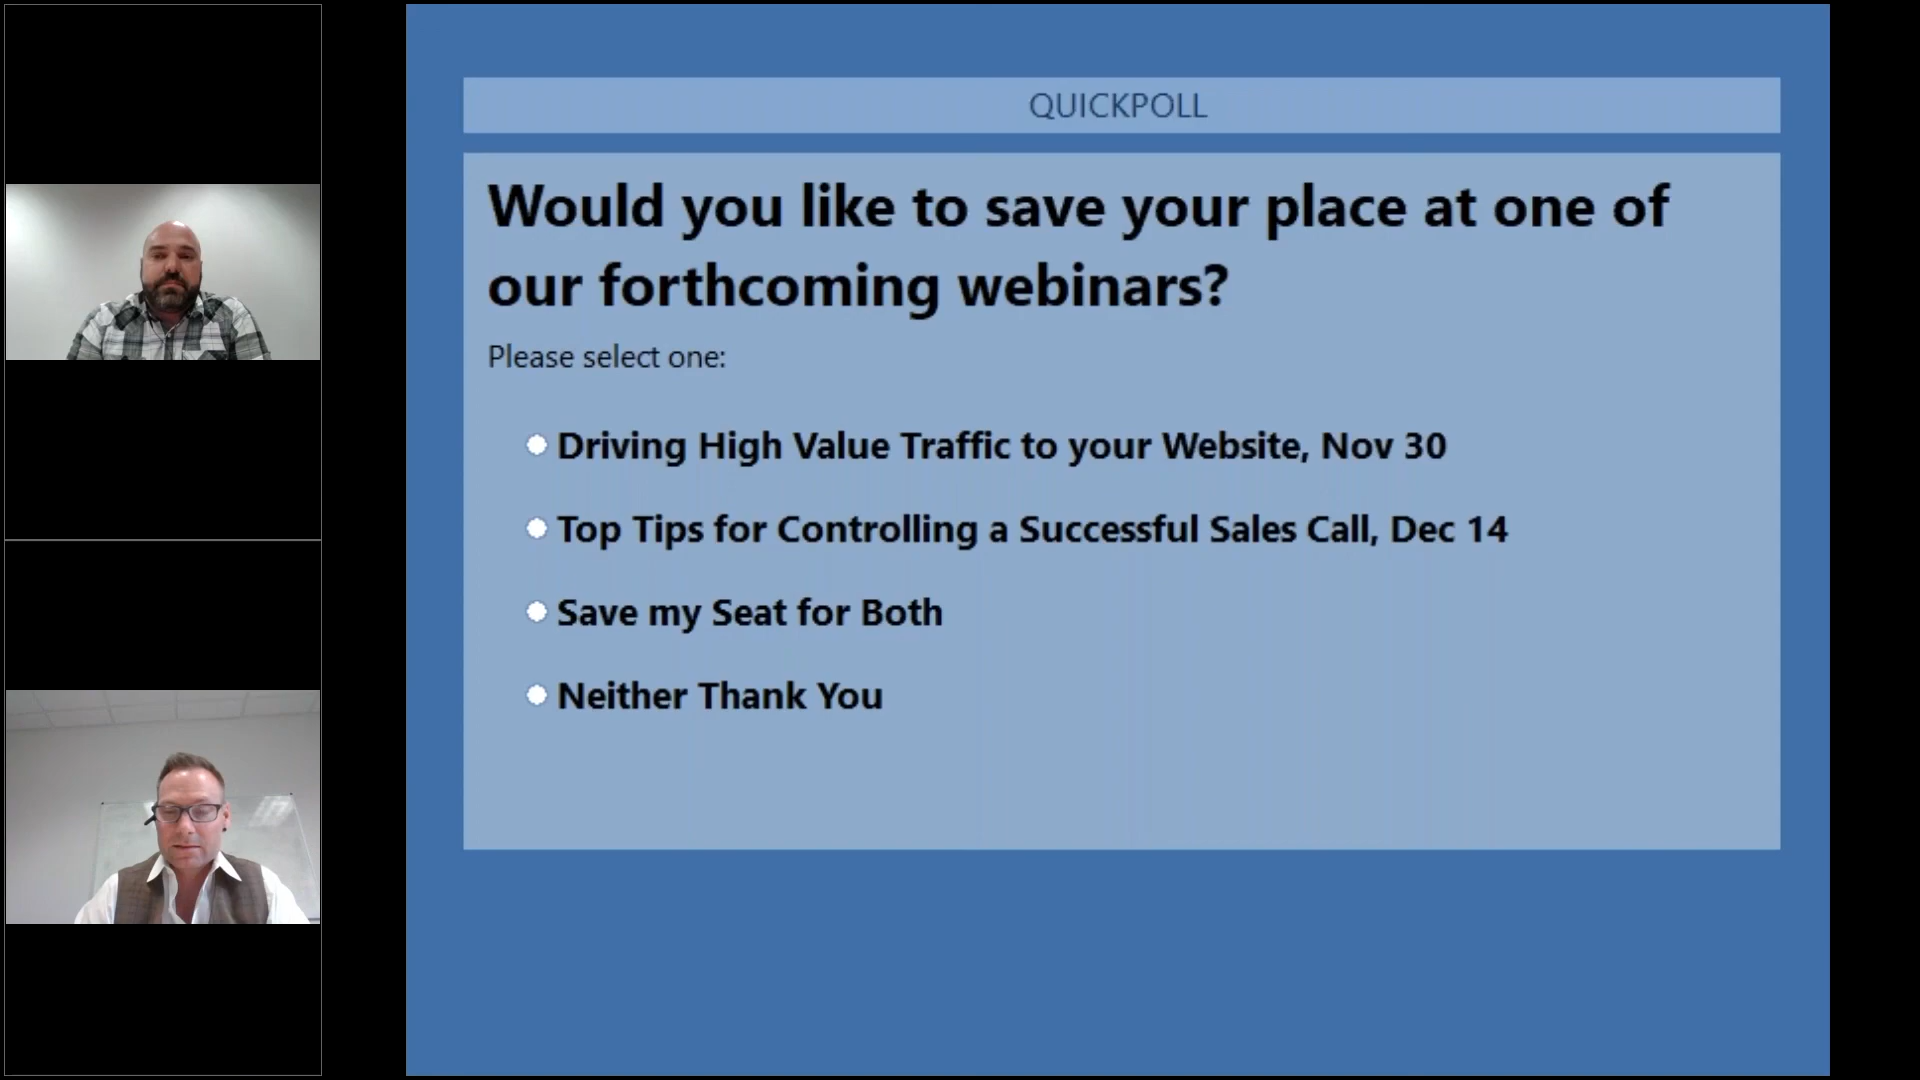 QUICKPOLL
Would you like to save your place at one of
our forthcoming webinars?
Please select one:
Driving High Value Traffic to your Website, Nov 30
Top Tips for Controlling a Successful Sales Call, Dec 14
Save my Seat for Both
Neither Thank You